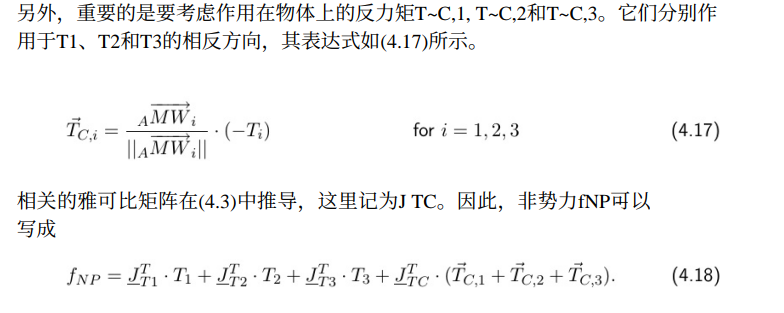 另外，重要的是要考虑作用在物体上的反力矩T~C,1, T~C,2和T~C,3。它们分别作
用于T1、T2和T3的相反方向，其表达式如(4.17)所示。
$\vec{T}_{C,i} = \frac{{}_{A}\overrightarrow{MW}_{i}}{||{}_{A}\overrightarrow{MW}_{i}||} \cdot (-T_i)$ for $i = 1, 2, 3$ (4.17)
相关的雅可比矩阵在(4.3)中推导，这里记为J TC。因此，非势力fNP可以
写成
$f_{NP} = \underline{J}_{T1}^{T} \cdot T_1 + \underline{J}_{T2}^{T} \cdot T_2 + \underline{J}_{T3}^{T} \cdot T_3 + \underline{J}_{TC}^{T} \cdot (\vec{T}_{C,1} + \vec{T}_{C,2} + \vec{T}_{C,3}).$ (4.18)